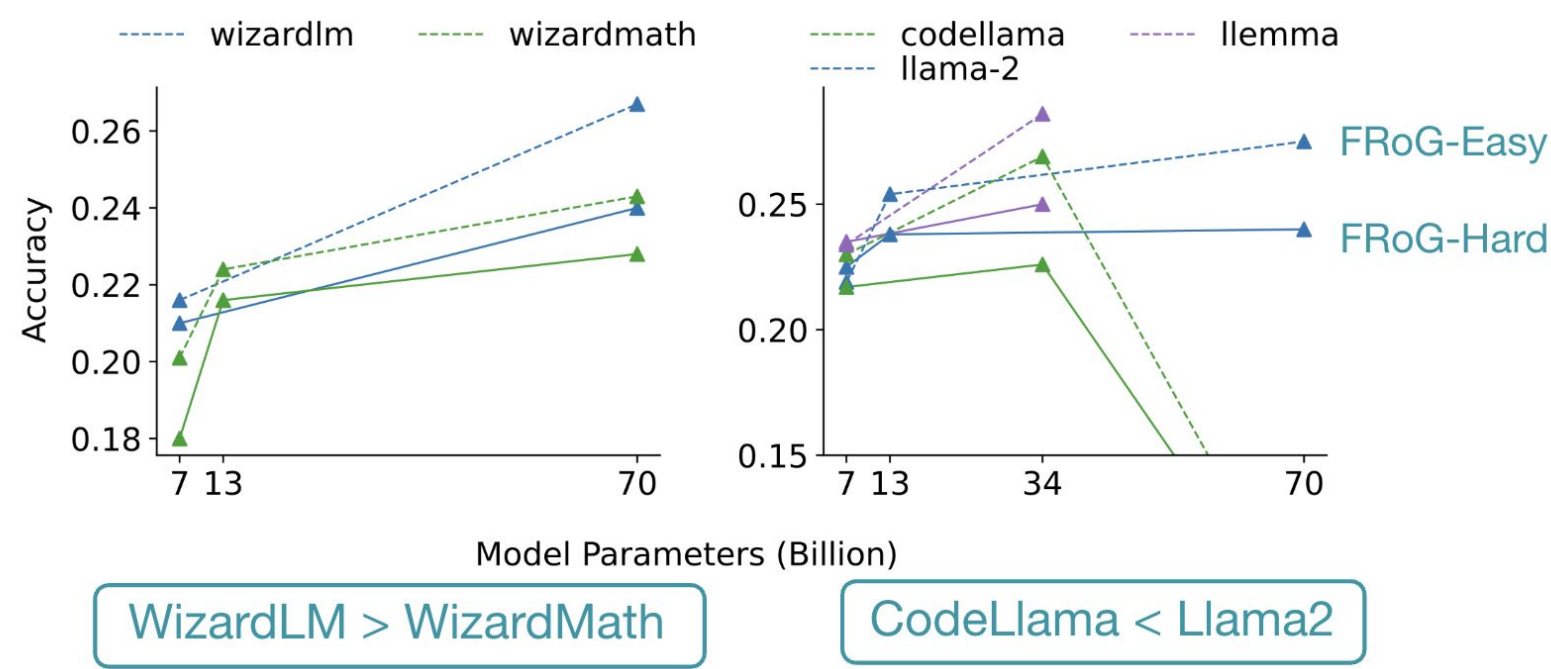 wizardlm
wizardmath
codellama
llemma
llama-2
Accuracy
0.26
0.24
0.22
0.20
0.18
7 13 70
0.25
0.20
0.15
7 13 34 70
FRoG-Easy
FRoG-Hard
Model Parameters (Billion)
WizardLM > WizardMath
CodeLlama < Llama2